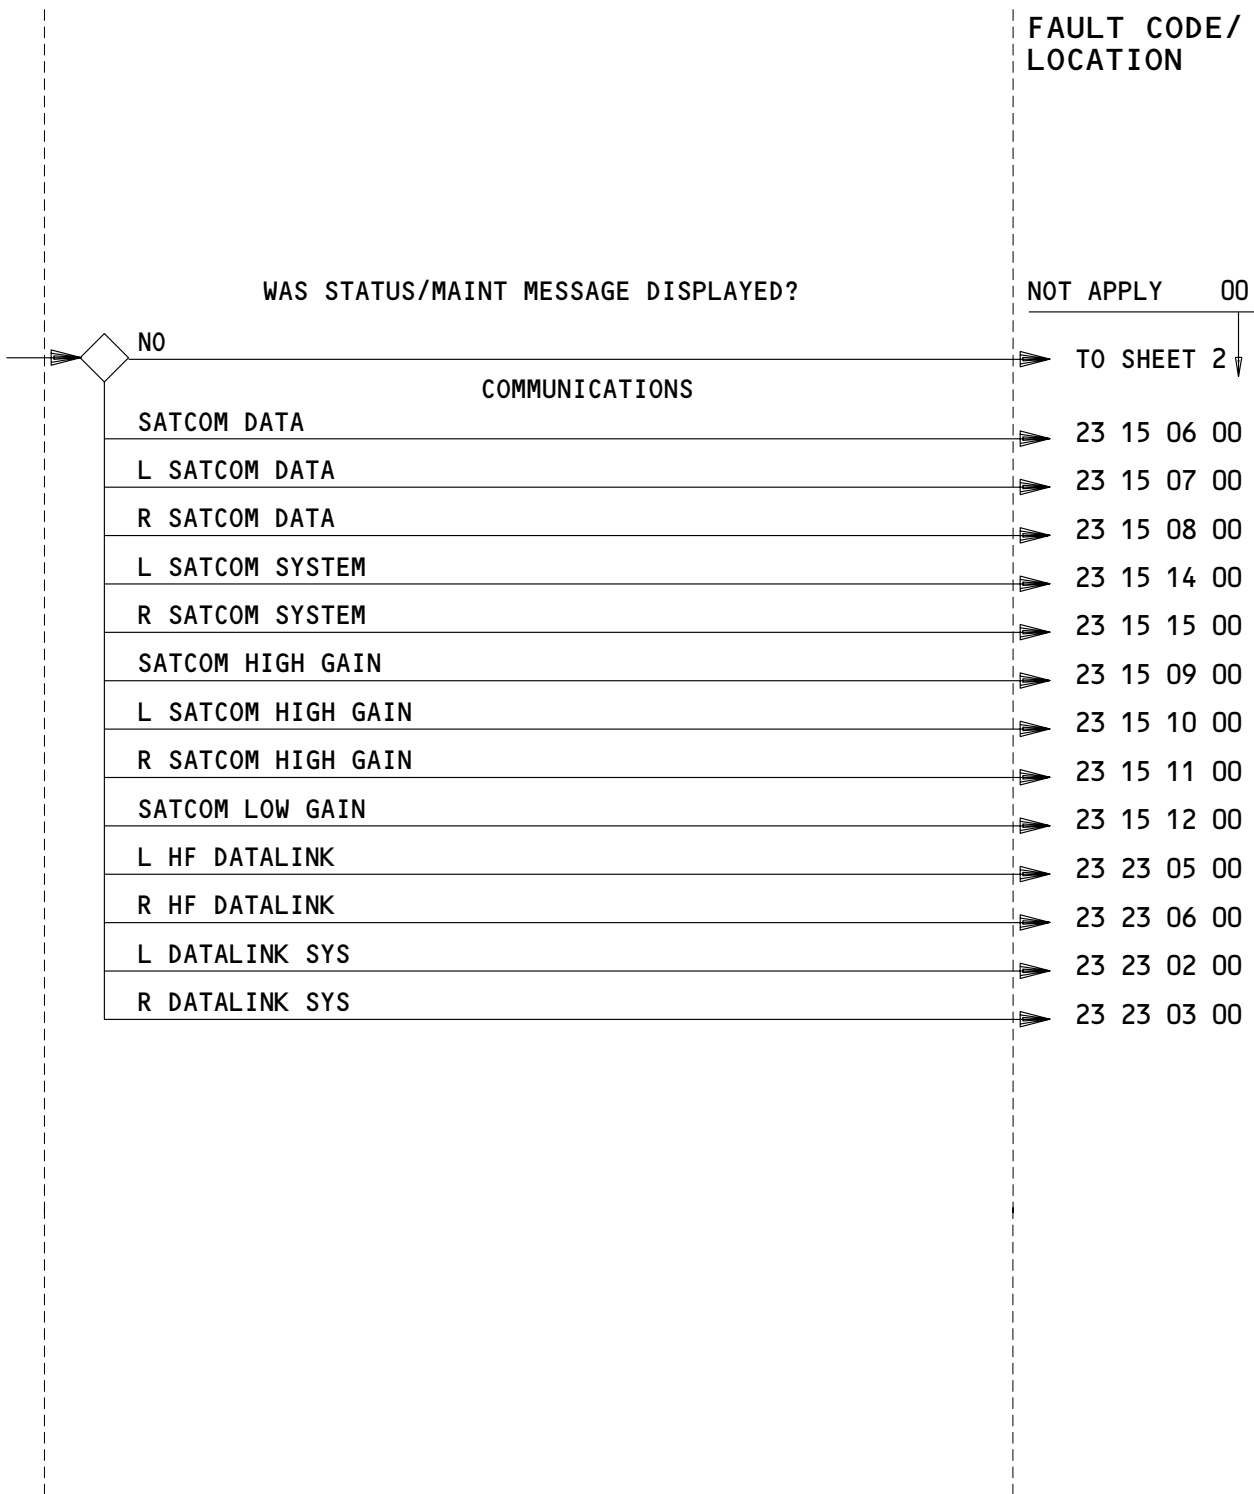 FAULT CODE/
LOCATION
WAS STATUS/MAINT MESSAGE DISPLAYED? NOT APPLY 00
NO TO SHEET 2
COMMUNICATIONS
SATCOM DATA 23 15 06 00
L SATCOM DATA 23 15 07 00
R SATCOM DATA 23 15 08 00
L SATCOM SYSTEM 23 15 14 00
R SATCOM SYSTEM 23 15 15 00
SATCOM HIGH GAIN 23 15 09 00
L SATCOM HIGH GAIN 23 15 10 00
R SATCOM HIGH GAIN 23 15 11 00
SATCOM LOW GAIN 23 15 12 00
L HF DATALINK 23 23 05 00
R HF DATALINK 23 23 06 00
L DATALINK SYS 23 23 02 00
R DATALINK SYS 23 23 03 00